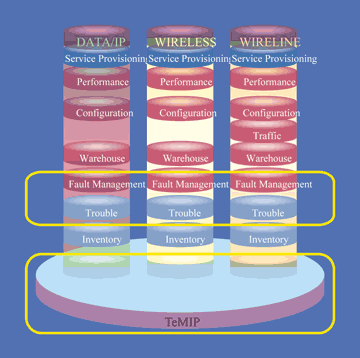 DATA/IP WIRELESS WIRELINE
Service Provisioning Service Provisioning Service Provisioning
Performance Performance Performance
Configuration Configuration Configuration
Traffic
Warehouse Warehouse Warehouse
Fault Management Fault Management Fault Management
Trouble Trouble Trouble
Inventory Inventory Inventory
TeMIP